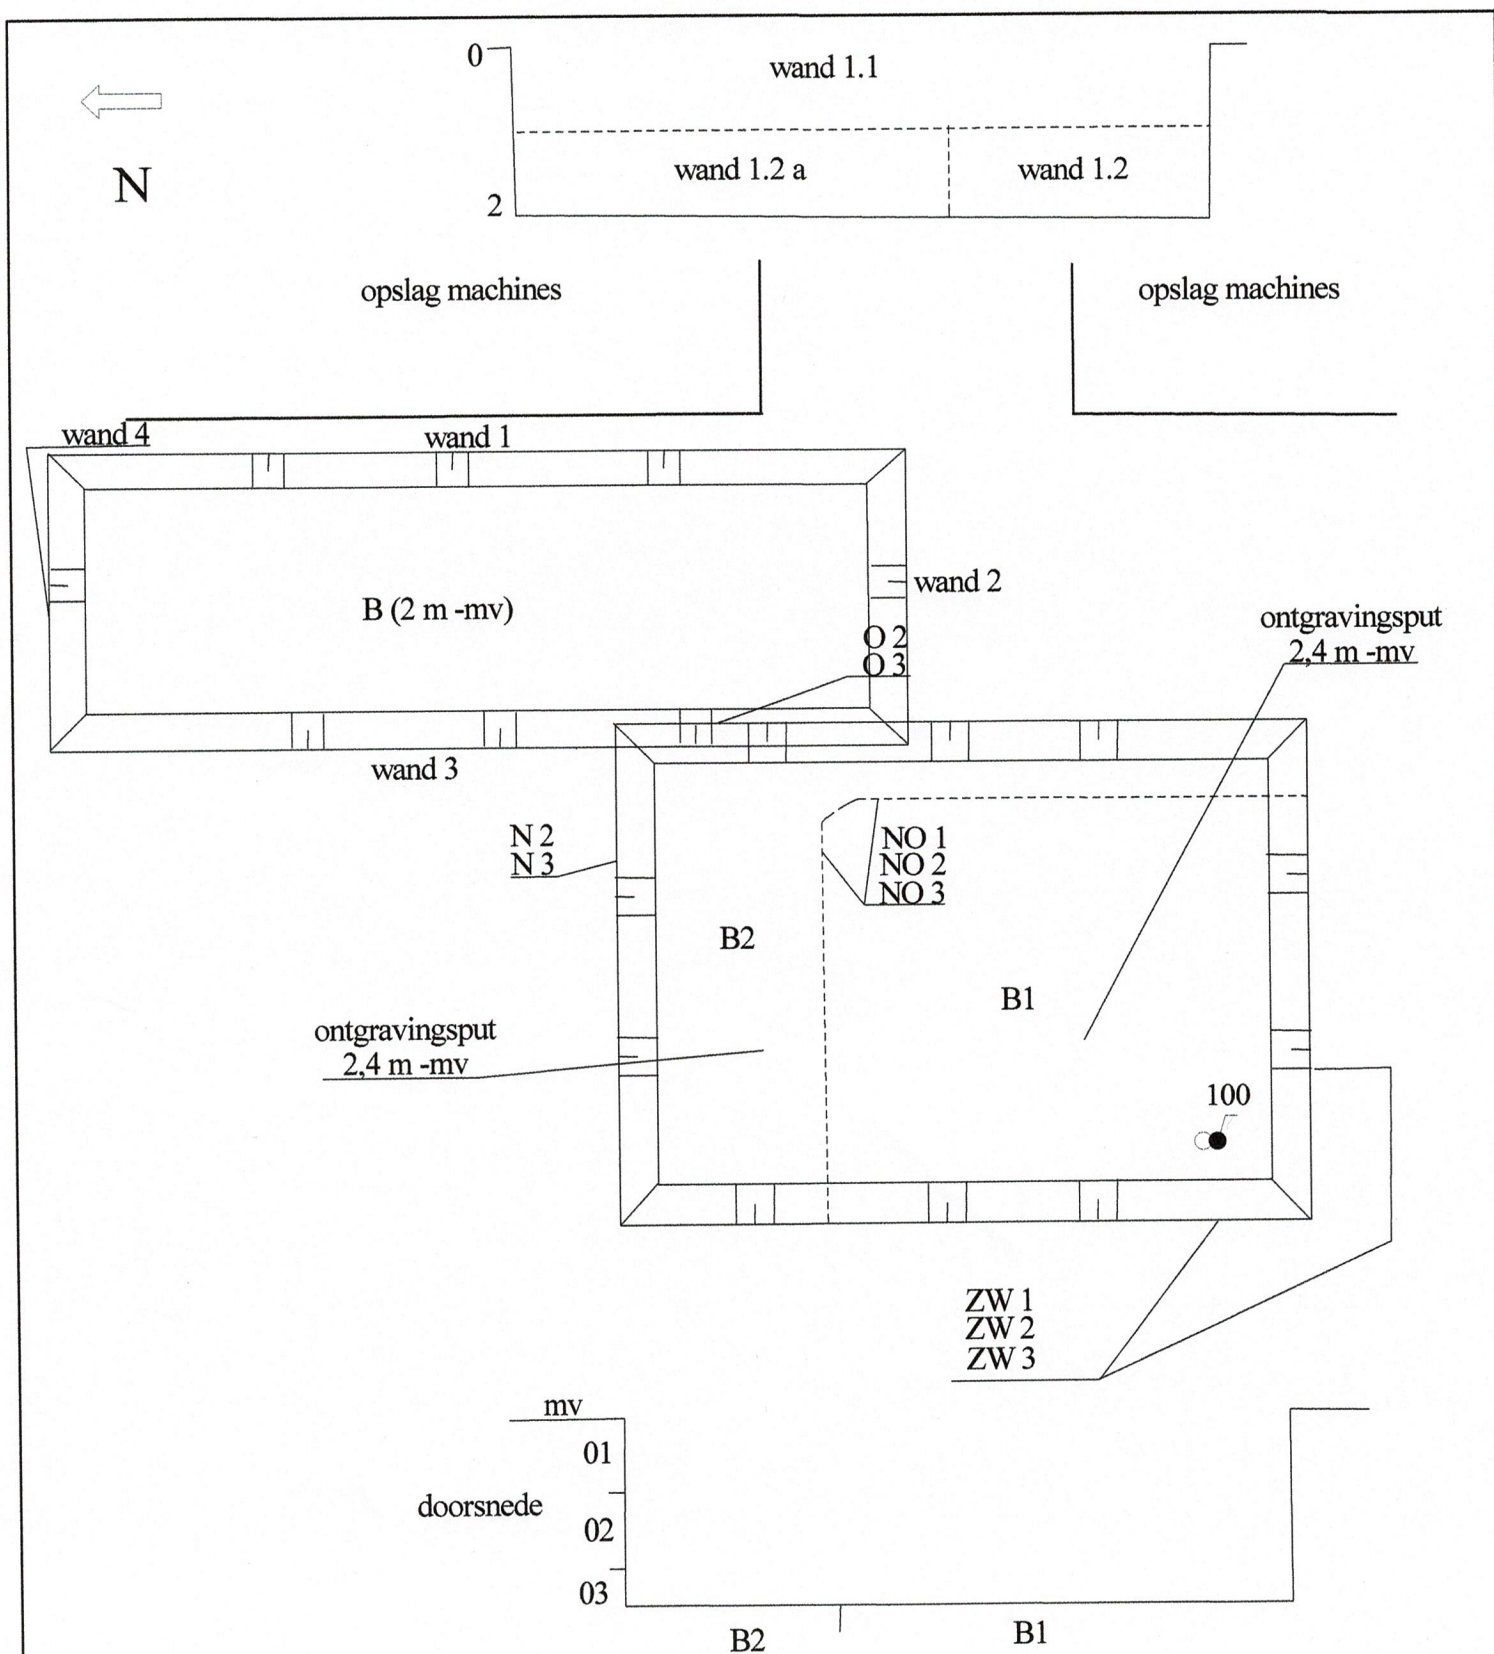 0
wand 1.1
N
wand 1.2 a
wand 1.2
2
opslag machines
opslag machines
wand 4
wand 1
wand 2
B (2 m -mv)
O 2
O 3
ontgravingsput
2,4 m -mv
wand 3
N 2
N 3
NO 1
NO 2
NO 3
B2
B1
ontgravingsput
2,4 m -mv
100
ZW 1
ZW 2
ZW 3
mv
01
doorsnede
02
03
B2
B1